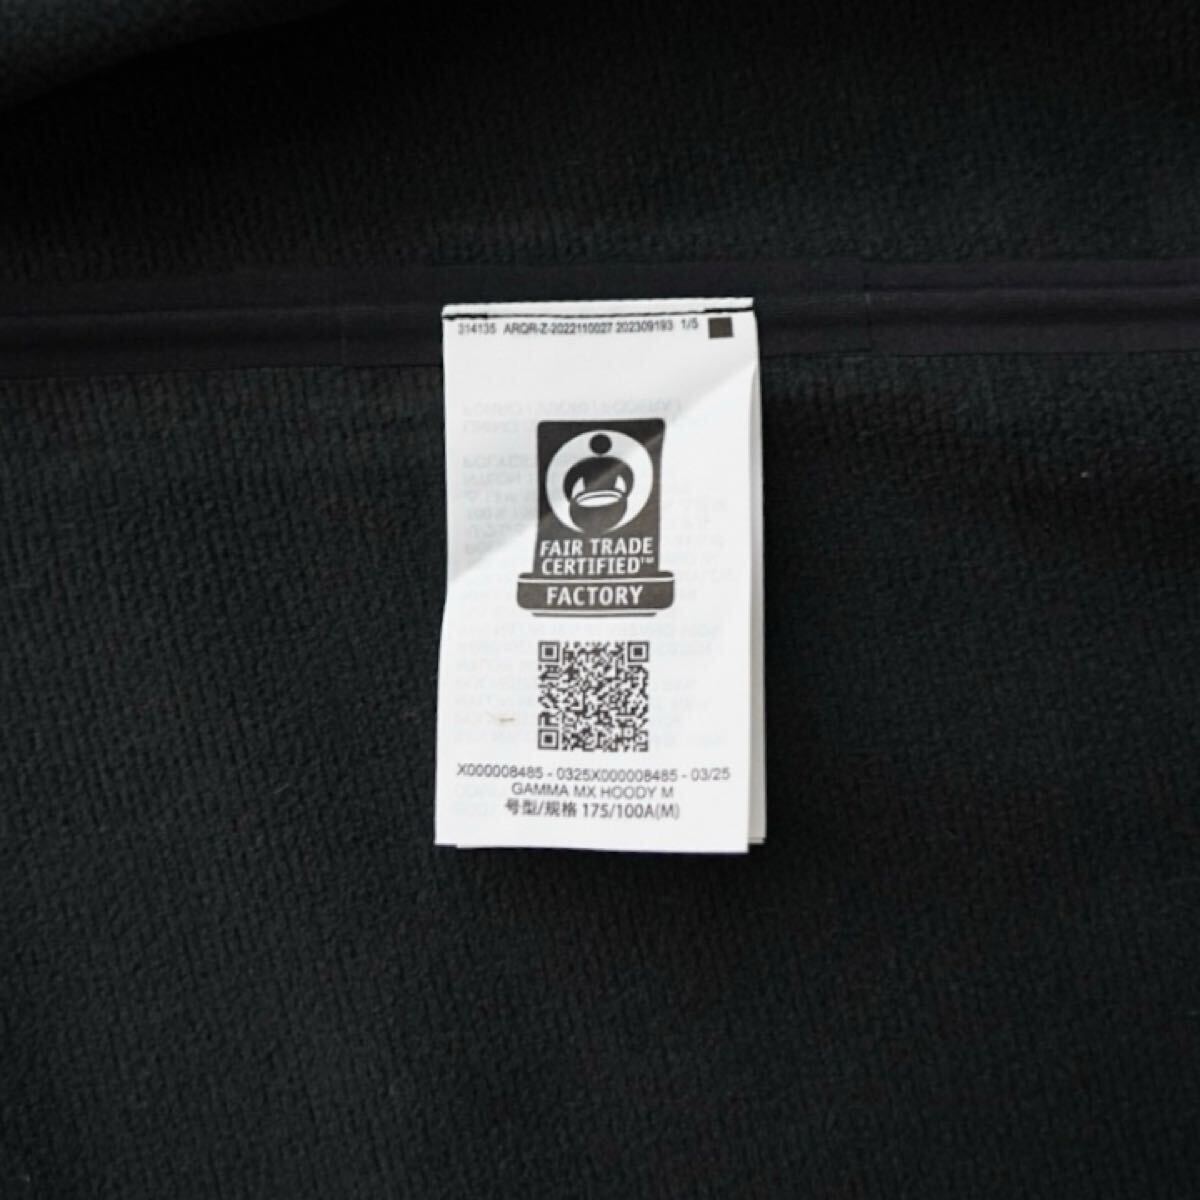 314135 ARQR-Z-2022110027 202309193 1/5
FAIR TRADE
CERTIFIED™
FACTORY
X000008485 - 0325X000008485 - 03/25
GAMMA MX HOODY M
号型/规格 175/100A(M)